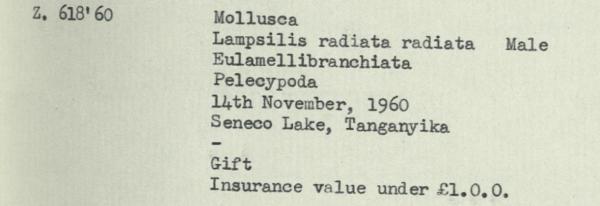 Z. 618'60 Mollusca
Lampsilis radiata radiata Male
Eulamellibranchiata
Pelecypoda
14th November, 1960
Seneco Lake, Tanganyika
-
Gift
Insurance value under £1.0.0.